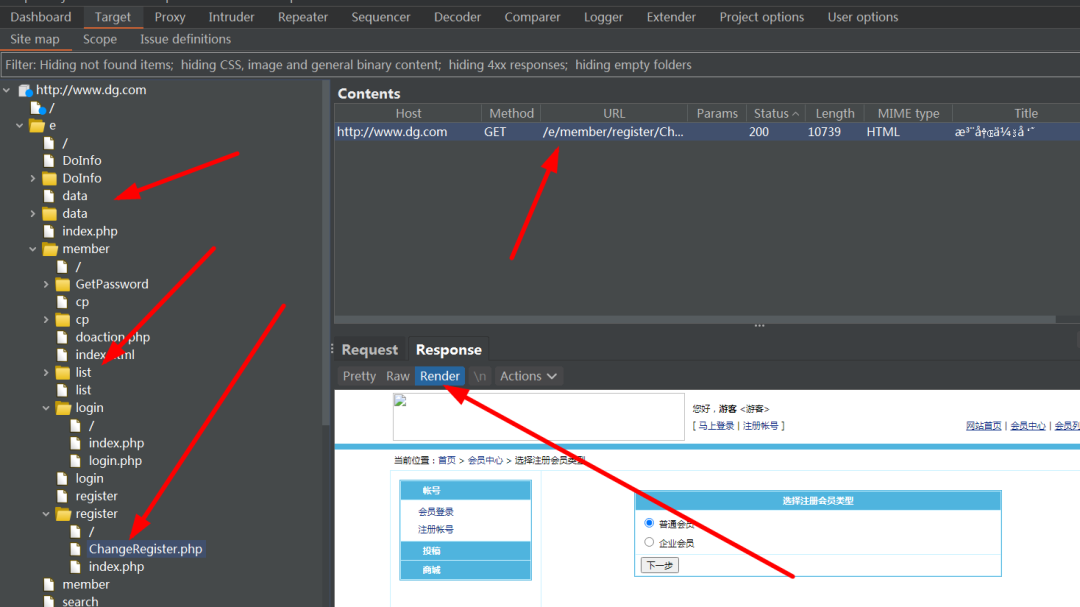 Dashboard Target Proxy Intruder Repeater Sequencer Decoder Comparer Logger Extender Project options User options
Site map Scope Issue definitions
Filter: Hiding not found items; hiding CSS, image and general binary content; hiding 4xx responses; hiding empty folders
http://www.dg.com
/
e
/
DoInfo
DoInfo
data
data
index.php
member
/
GetPassword
cp
cp
doaction.php
list
list
login
/
index.php
login.php
login
register
register
/
ChangeRegister.php
index.php
member
search
Contents
Host Method URL Params Status Length MIME type Title
http://www.dg.com GET /e/member/register/Ch... 200 10739 HTML
Request Response
Pretty Raw Render \n Actions
您好，游客 <游客>
[ 马上登录 | 注册帐号 ]
网站首页 | 会员中心 | 会员列
当前位置：首页 > 会员中心 > 选择注册会员类型
帐号
会员登录
注册帐号
投稿
商城
选择注册会员类型
普通会员
企业会员
下一步